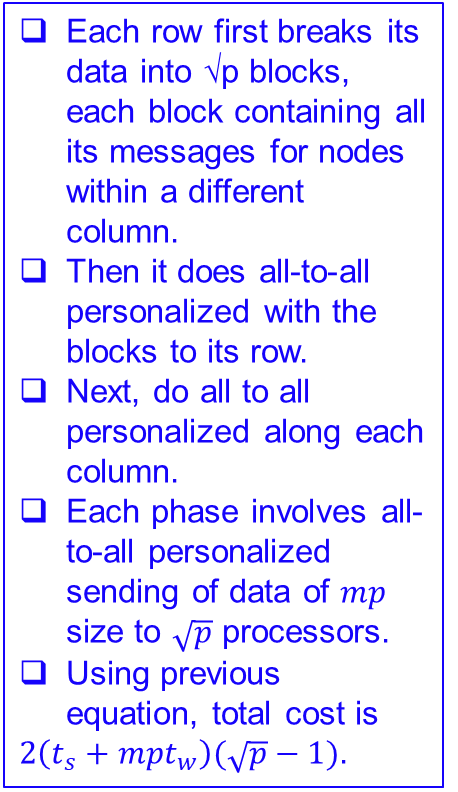 ❑ Each row first breaks its
data into √p blocks,
each block containing all
its messages for nodes
within a different
column.
❑ Then it does all-to-all
personalized with the
blocks to its row.
❑ Next, do all to all
personalized along each
column.
❑ Each phase involves all-
to-all personalized
sending of data of 𝑚𝑝
size to √𝑝 processors.
❑ Using previous
equation, total cost is
2(𝑡ₛ + 𝑚𝑝𝑡_𝑤)(√𝑝 − 1).